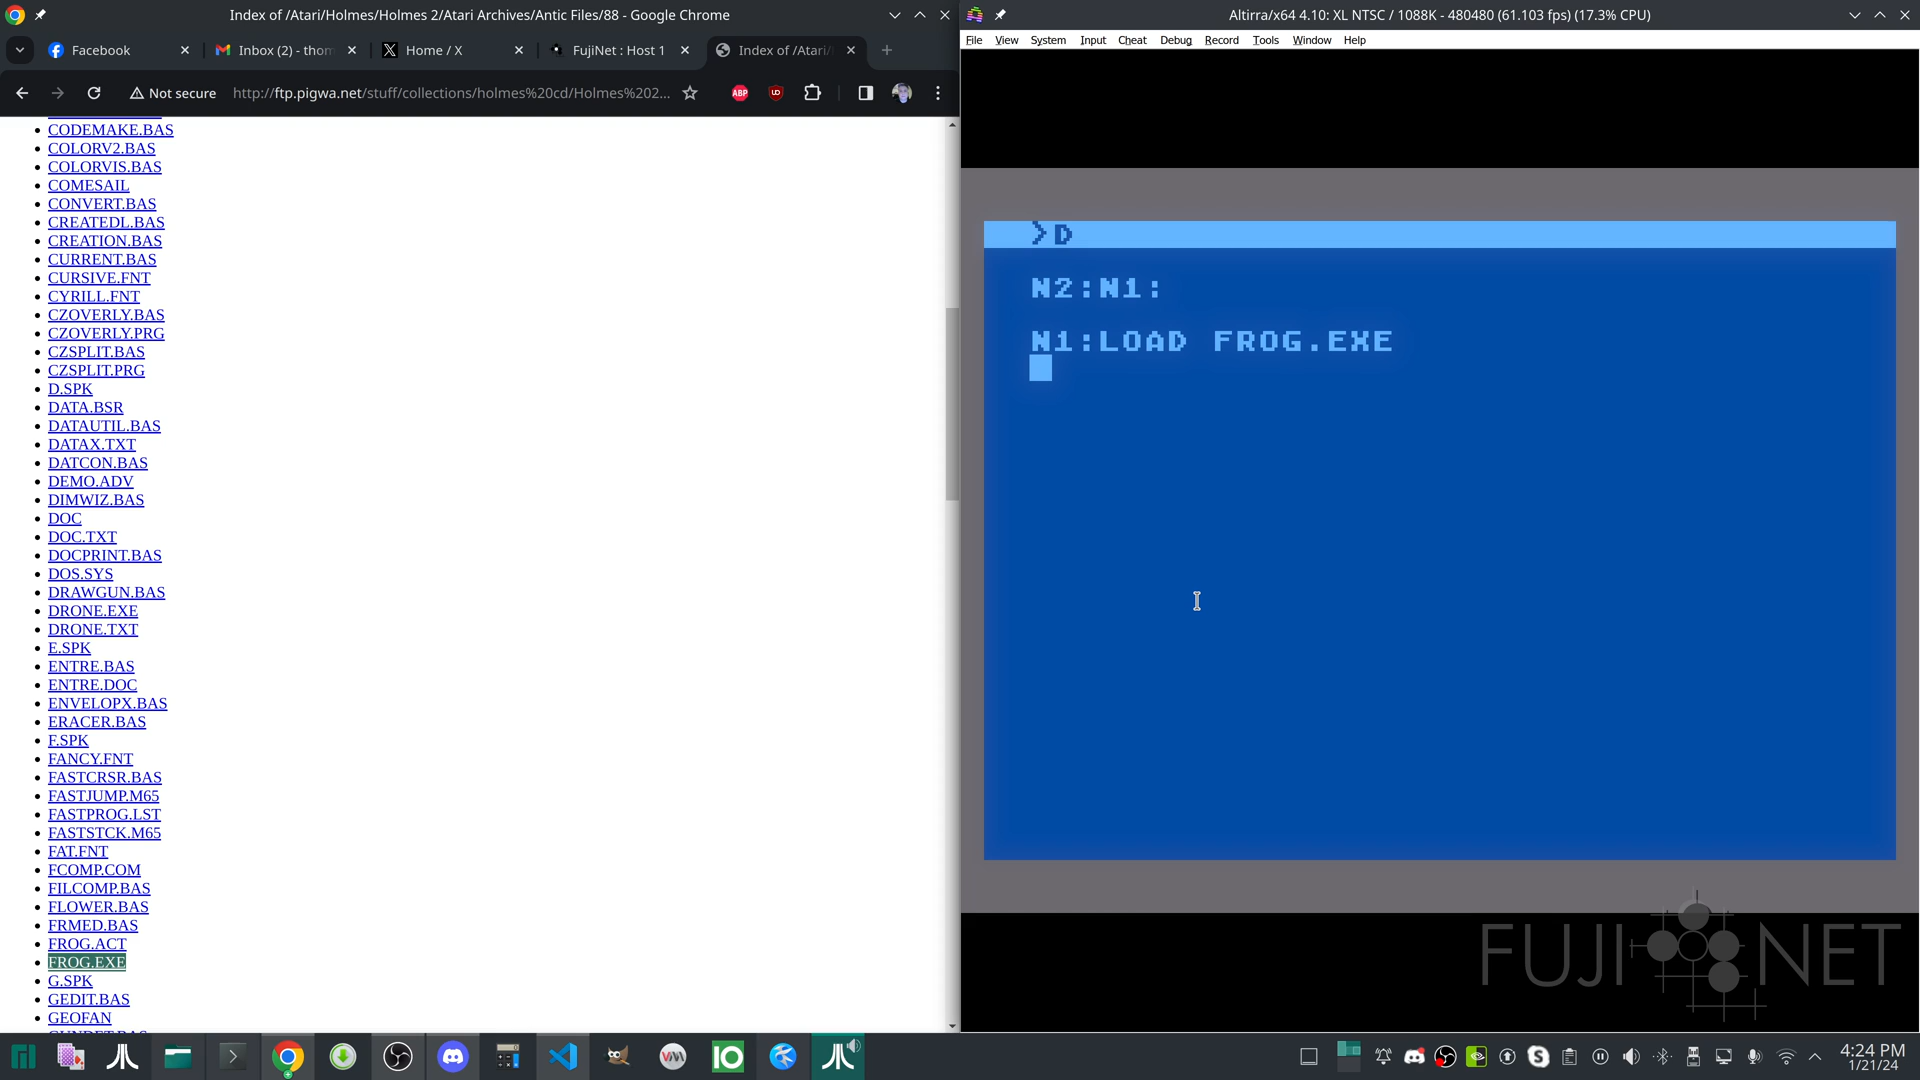 Index of /Atari/Holmes/Holmes 2/Atari Archives/Antic Files/88 - Google Chrome
Facebook
Inbox (2) - thom
Home / X
FujiNet : Host 1
Index of /Atari/
Not secure
http://ftp.pigwa.net/stuff/collections/holmes%20cd/Holmes%202...
CODEMAKE.BAS
COLORV2.BAS
COLORVIS.BAS
COMESAIL
CONVERT.BAS
CREATEDL.BAS
CREATION.BAS
CURRENT.BAS
CURSIVE.FNT
CYRILL.FNT
CZOVERLY.BAS
CZOVERLY.PRG
CZSPLIT.BAS
CZSPLIT.PRG
D.SPK
DATA.BSR
DATAUTIL.BAS
DATAX.TXT
DATCON.BAS
DEMO.ADV
DIMWIZ.BAS
DOC
DOC.TXT
DOCPRINT.BAS
DOS.SYS
DRAWGUN.BAS
DRONE.EXE
DRONE.TXT
E.SPK
ENTRE.BAS
ENTRE.DOC
ENVELOPX.BAS
ERACER.BAS
F.SPK
FANCY.FNT
FASTCRSR.BAS
FASTJUMP.M65
FASTPROG.LST
FASTSTCK.M65
FAT.FNT
FCOMP.COM
FILCOMP.BAS
FLOWER.BAS
FRMED.BAS
FROG.ACT
FROG.EXE
G.SPK
GEDIT.BAS
GEOFAN
Altirra/x64 4.10: XL NTSC / 1088K - 480480 (61.103 fps) (17.3% CPU)
File View System Input Cheat Debug Record Tools Window Help
>D
N2:N1:
N1:LOAD FROG.EXE
FUJINET
4:24 PM
1/21/24